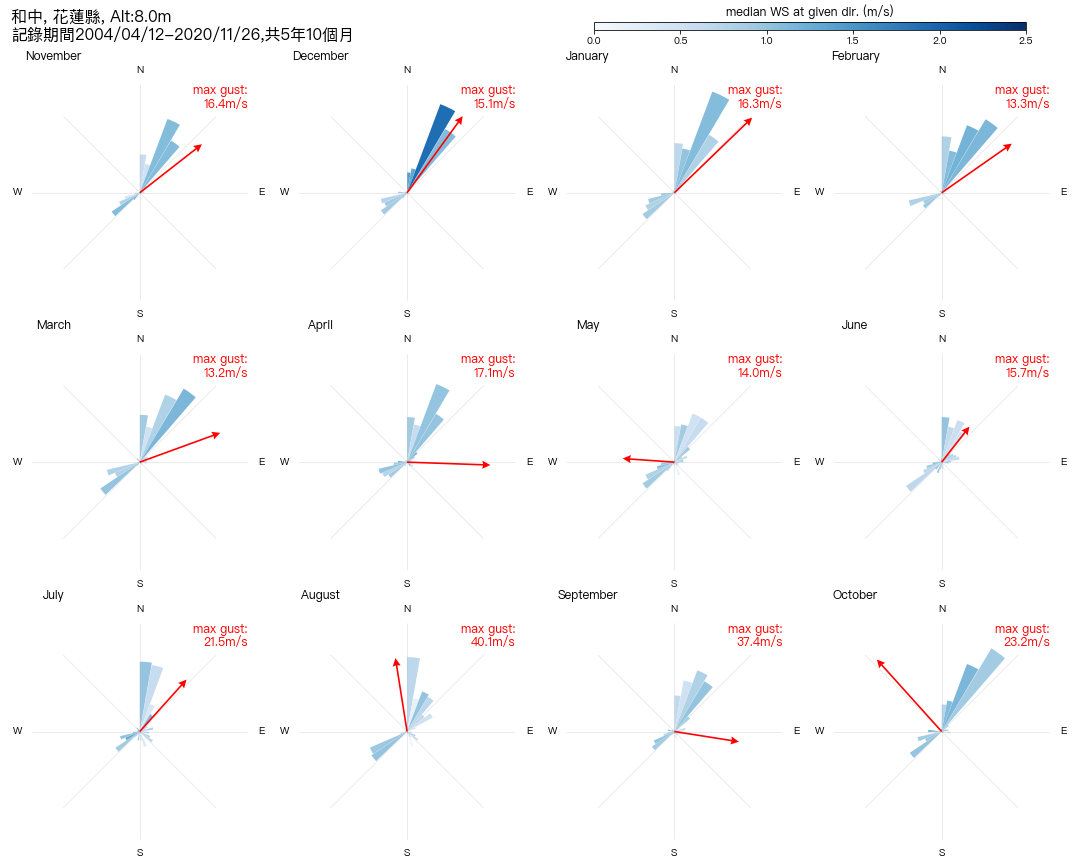 和中, 花蓮縣, Alt:8.0m
記錄期間2004/04/12-2020/11/26,共5年10個月
median WS at given dir. (m/s)
0.0 0.5 1.0 1.5 2.0 2.5
November December January February
N N N N
max gust: max gust: max gust: max gust:
16.4m/s 15.1m/s 16.3m/s 13.3m/s
W E W E W E W E
S S S S
March April May June
N N N N
max gust: max gust: max gust: max gust:
13.2m/s 17.1m/s 14.0m/s 15.7m/s
W E W E W E W E
S S S S
July August September October
N N N N
max gust: max gust: max gust: max gust:
21.5m/s 40.1m/s 37.4m/s 23.2m/s
W E W E W E W E
S S S S